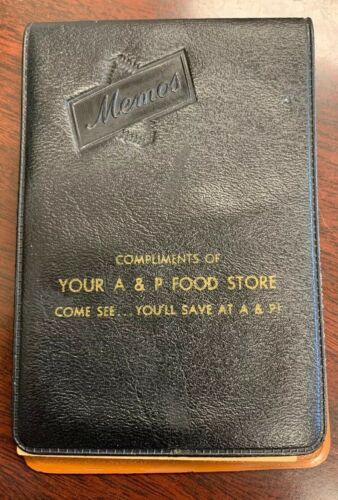 Memos
COMPLIMENTS OF
YOUR A & P FOOD STORE
COME SEE... YOU'LL SAVE AT A & P!